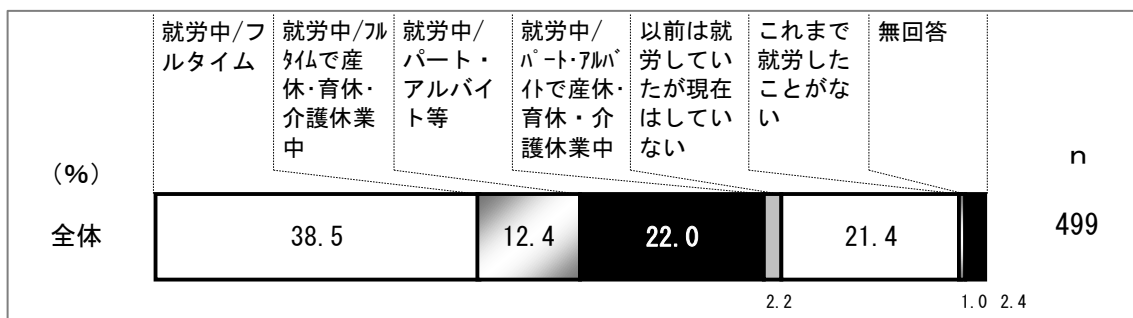 就労中/フ
ルタイム
就労中/ﾌﾙ
ﾀｲﾑで産
休･育休･
介護休業
中
就労中/
パート・
アルバイ
ト等
就労中/
ﾊﾟｰﾄ･ｱﾙﾊﾞ
ｲﾄで産休･
育休・介
護休業中
以前は就
労してい
たが現在
はしてい
ない
これまで
就労した
ことがな
い
無回答
（%）
n
全体
38.5
12.4
22.0
21.4
499
2.2
1.0
2.4